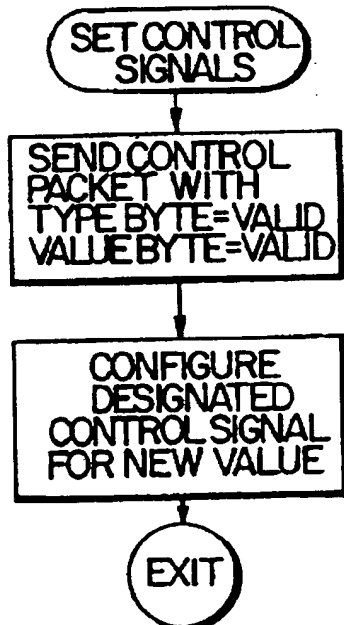 SET CONTROL
SIGNALS
SEND CONTROL
PACKET WITH
TYPE BYTE=VALID
VALUE BYTE=VALID
CONFIGURE
DESIGNATED
CONTROL SIGNAL
FOR NEW VALUE
EXIT